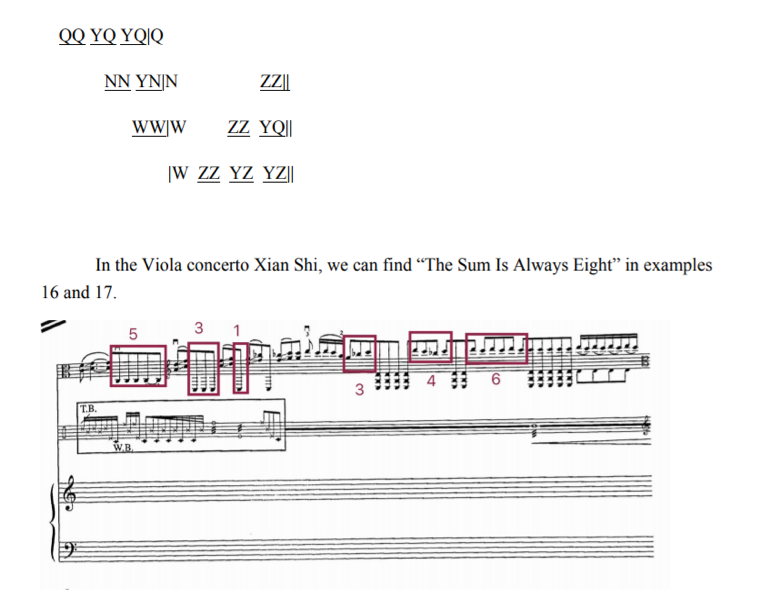 QQ YQ YQ|Q
NN YN|N ZZ||
WW|W ZZ YQ||
|W ZZ YZ YZ||
In the Viola concerto Xian Shi, we can find “The Sum Is Always Eight” in examples
16 and 17.
5 3 1
3 4 6
T.B.
W.B.